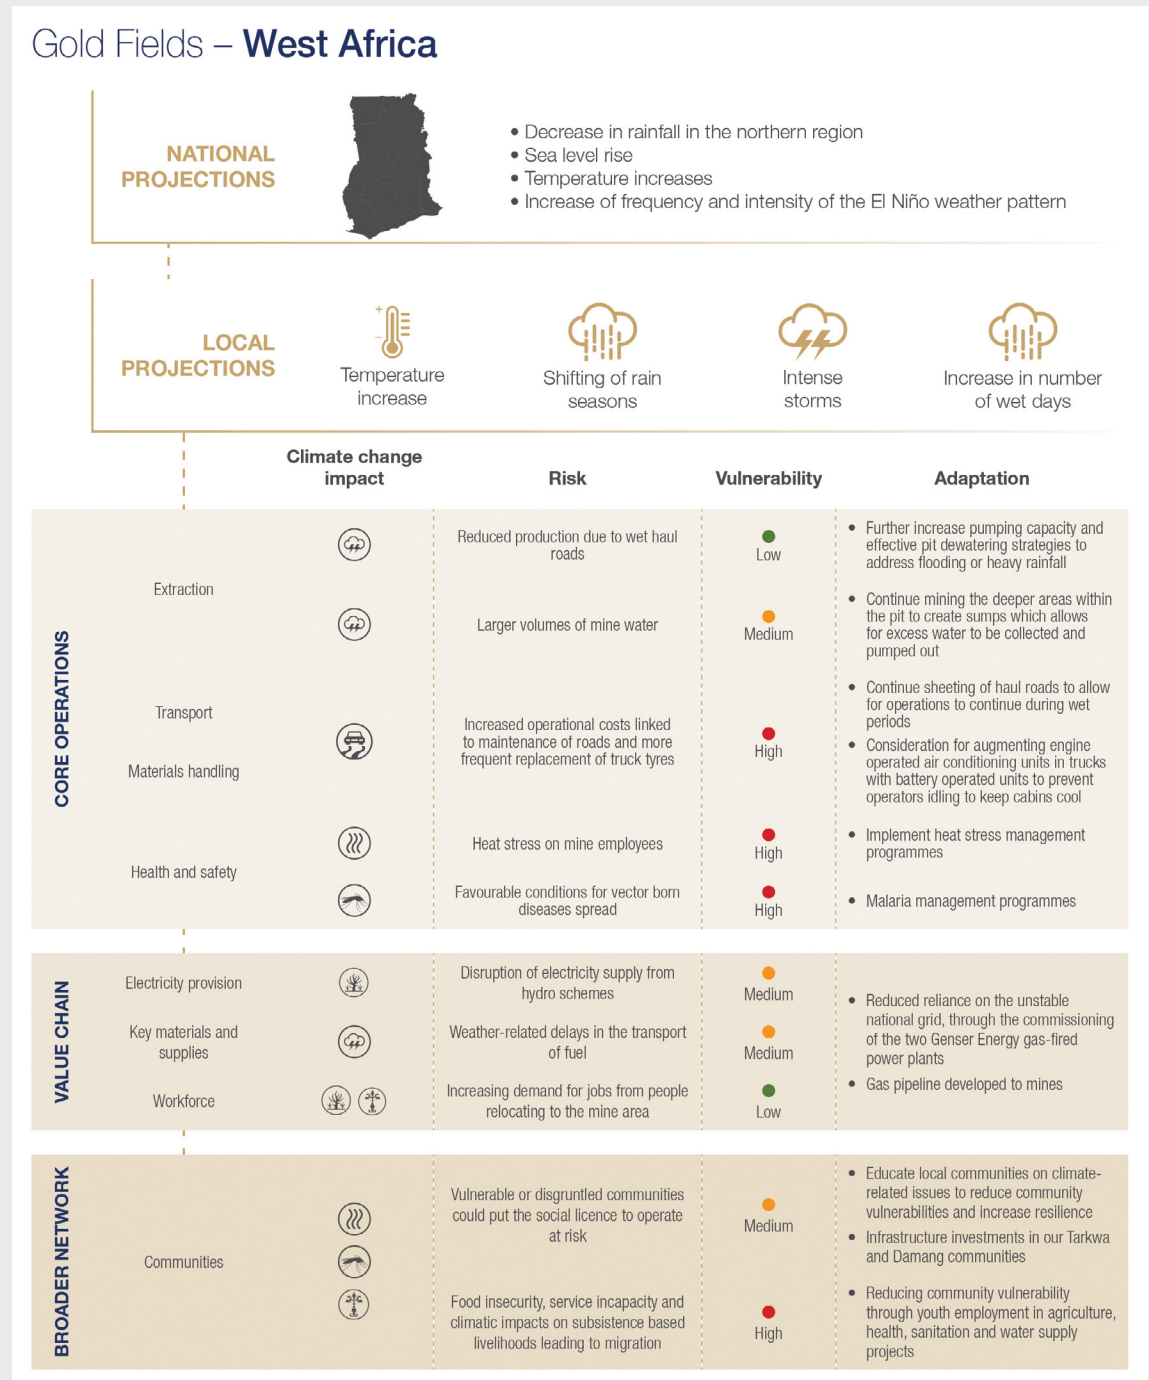 Gold Fields – West Africa
NATIONAL
PROJECTIONS
• Decrease in rainfall in the northern region
• Sea level rise
• Temperature increases
• Increase of frequency and intensity of the El Niño weather pattern
LOCAL
PROJECTIONS
+
–
Temperature
increase
Shifting of rain
seasons
Intense
storms
Increase in number
of wet days
Climate change
impact
Risk
Vulnerability
Adaptation
CORE OPERATIONS
Extraction
Reduced production due to wet haul
roads
Low
• Further increase pumping capacity and
effective pit dewatering strategies to
address flooding or heavy rainfall
Larger volumes of mine water
Medium
• Continue mining the deeper areas within
the pit to create sumps which allows
for excess water to be collected and
pumped out
Transport
Materials handling
Increased operational costs linked
to maintenance of roads and more
frequent replacement of truck tyres
High
• Continue sheeting of haul roads to allow
for operations to continue during wet
periods
• Consideration for augmenting engine
operated air conditioning units in trucks
with battery operated units to prevent
operators idling to keep cabins cool
Health and safety
Heat stress on mine employees
High
• Implement heat stress management
programmes
Favourable conditions for vector born
diseases spread
High
• Malaria management programmes
VALUE CHAIN
Electricity provision
Disruption of electricity supply from
hydro schemes
Medium
Key materials and
supplies
Weather-related delays in the transport
of fuel
Medium
Workforce
Increasing demand for jobs from people
relocating to the mine area
Low
• Reduced reliance on the unstable
national grid, through the commissioning
of the two Genser Energy gas-fired
power plants
• Gas pipeline developed to mines
BROADER NETWORK
Communities
Vulnerable or disgruntled communities
could put the social licence to operate
at risk
Medium
• Educate local communities on climate-
related issues to reduce community
vulnerabilities and increase resilience
• Infrastructure investments in our Tarkwa
and Damang communities
Food insecurity, service incapacity and
climatic impacts on subsistence based
livelihoods leading to migration
High
• Reducing community vulnerability
through youth employment in agriculture,
health, sanitation and water supply
projects